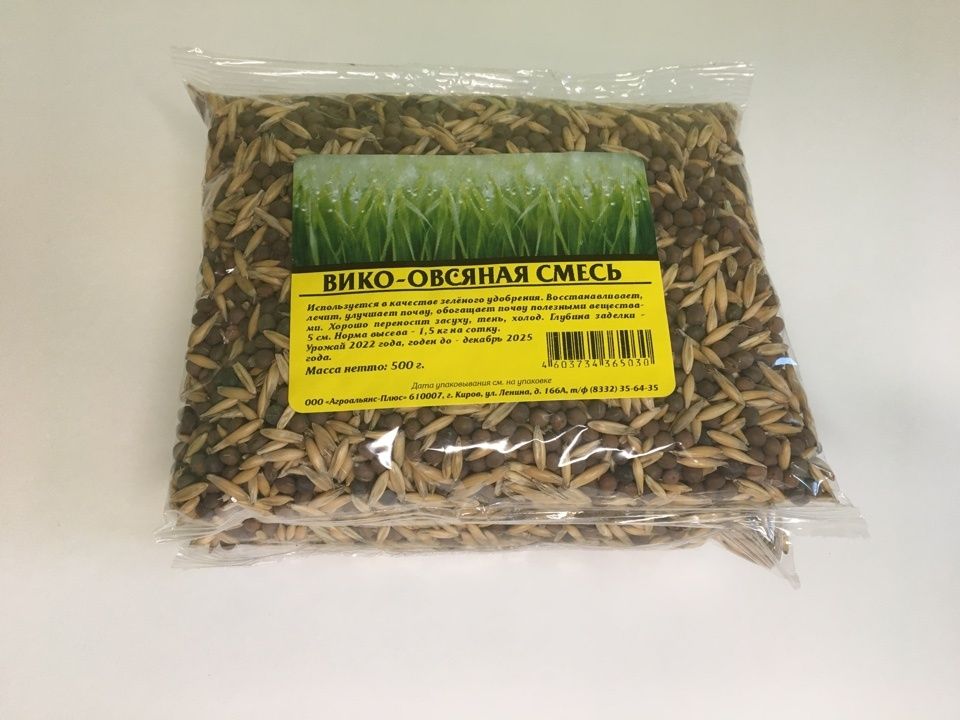 ВИКО-ОВСЯНАЯ СМЕСЬ
Используется в качестве зелёного удобрения. Восстанавливает,
лечит, улучшает почву, обогащает почву полезными вещества-
ми. Хорошо переносит засуху, тень, холод. Глубина заделки -
5 см. Норма высева - 1,5 кг на сотку.
Урожай 2022 года, годен до - декабрь 2025
года.
Масса нетто: 500 г.
4 603734 365030
Дата упаковывания см. на упаковке
ООО «Агроальянс-Плюс» 610007, г. Киров, ул. Ленина, д. 166А, т/ф (8332) 35-64-35